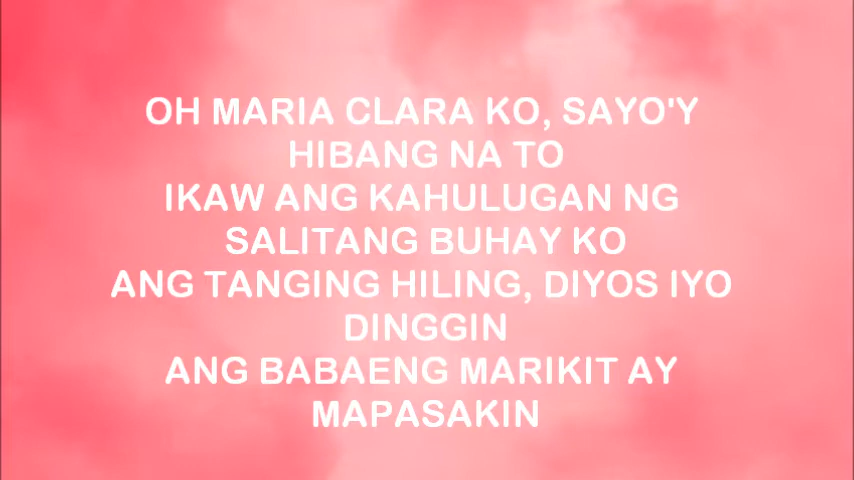 OH MARIA CLARA KO, SAYO'Y
HIBANG NA TO
IKAW ANG KAHULUGAN NG
SALITANG BUHAY KO
ANG TANGING HILING, DIYOS IYO
DINGGIN
ANG BABAENG MARIKIT AY
MAPASAKIN